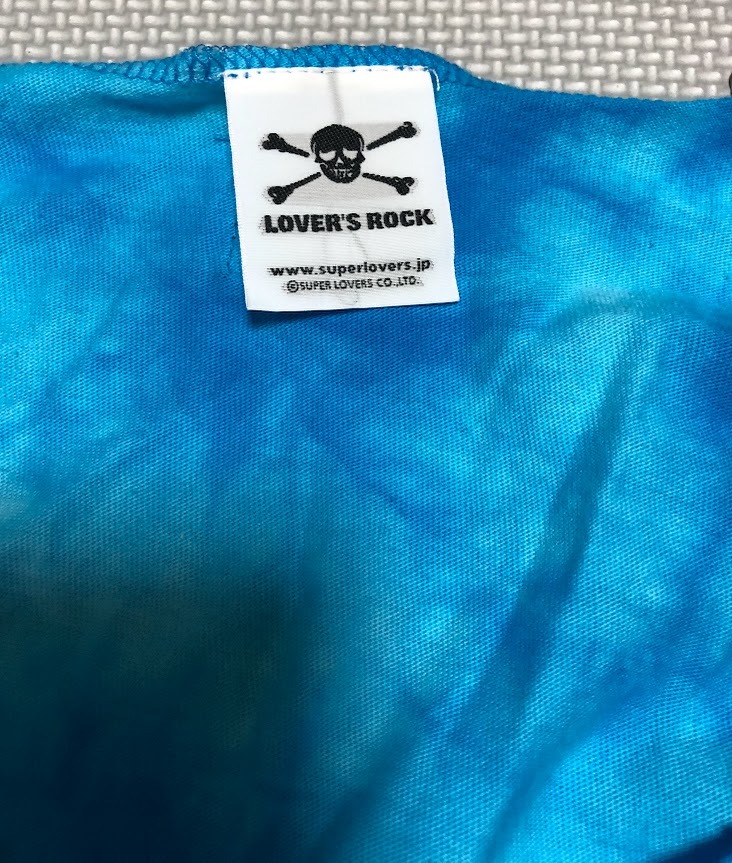 LOVER'S ROCK
www.superlovers.jp
©SUPER LOVERS CO.,LTD.